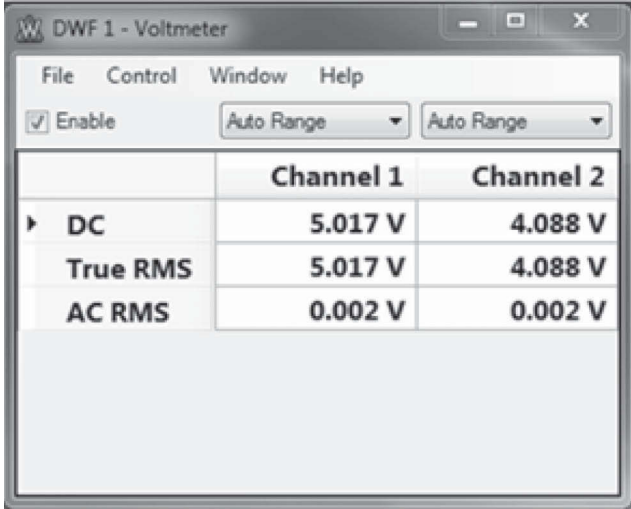 DWF 1 - Voltmeter
File Control Window Help
Enable Auto Range Auto Range
Channel 1 Channel 2
DC 5.017 V 4.088 V
True RMS 5.017 V 4.088 V
AC RMS 0.002 V 0.002 V